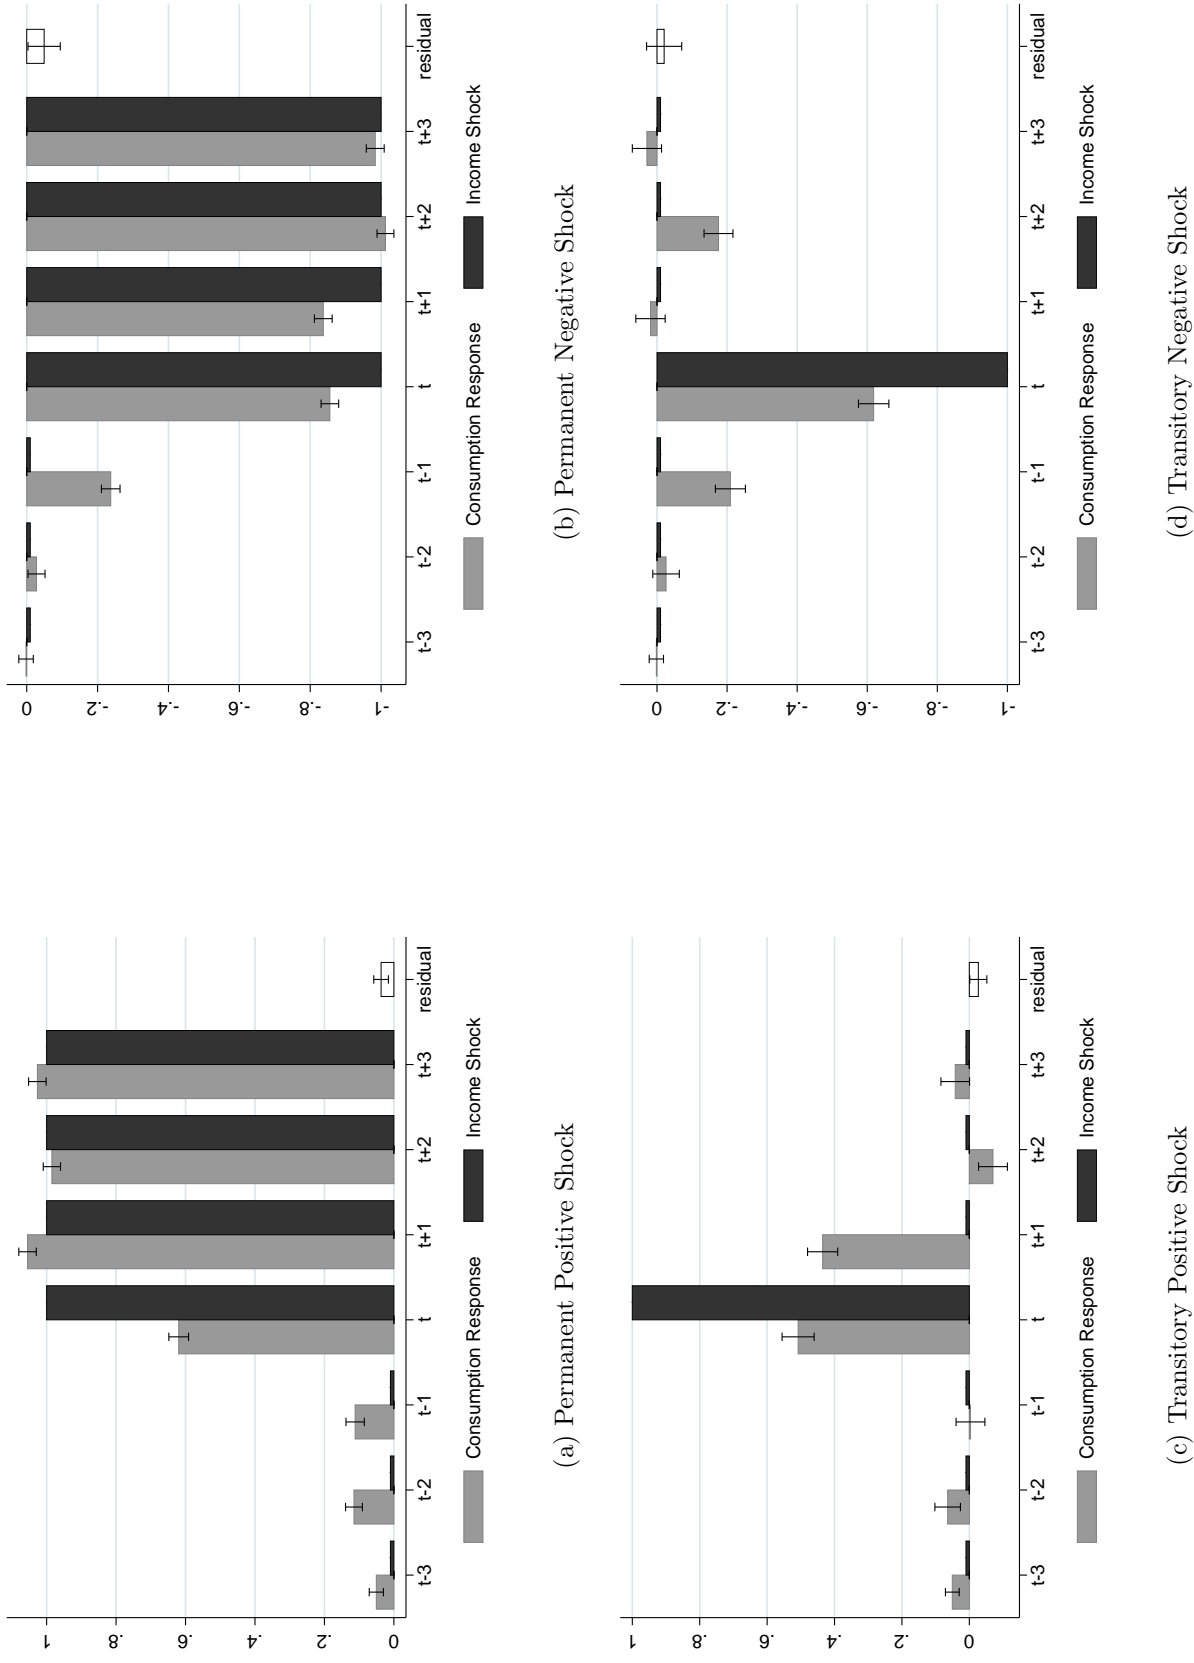 1
.8
.6
.4
.2
0
t-3
t-2
t-1
t
t+1
t+2
t+3
residual
Consumption Response
Income Shock
(a) Permanent Positive Shock
0
-.2
-.4
-.6
-.8
-1
t-3
t-2
t-1
t
t+1
t+2
t+3
residual
Consumption Response
Income Shock
(b) Permanent Negative Shock
1
.8
.6
.4
.2
0
t-3
t-2
t-1
t
t+1
t+2
t+3
residual
Consumption Response
Income Shock
(c) Transitory Positive Shock
0
-.2
-.4
-.6
-.8
-1
t-3
t-2
t-1
t
t+1
t+2
t+3
residual
Consumption Response
Income Shock
(d) Transitory Negative Shock